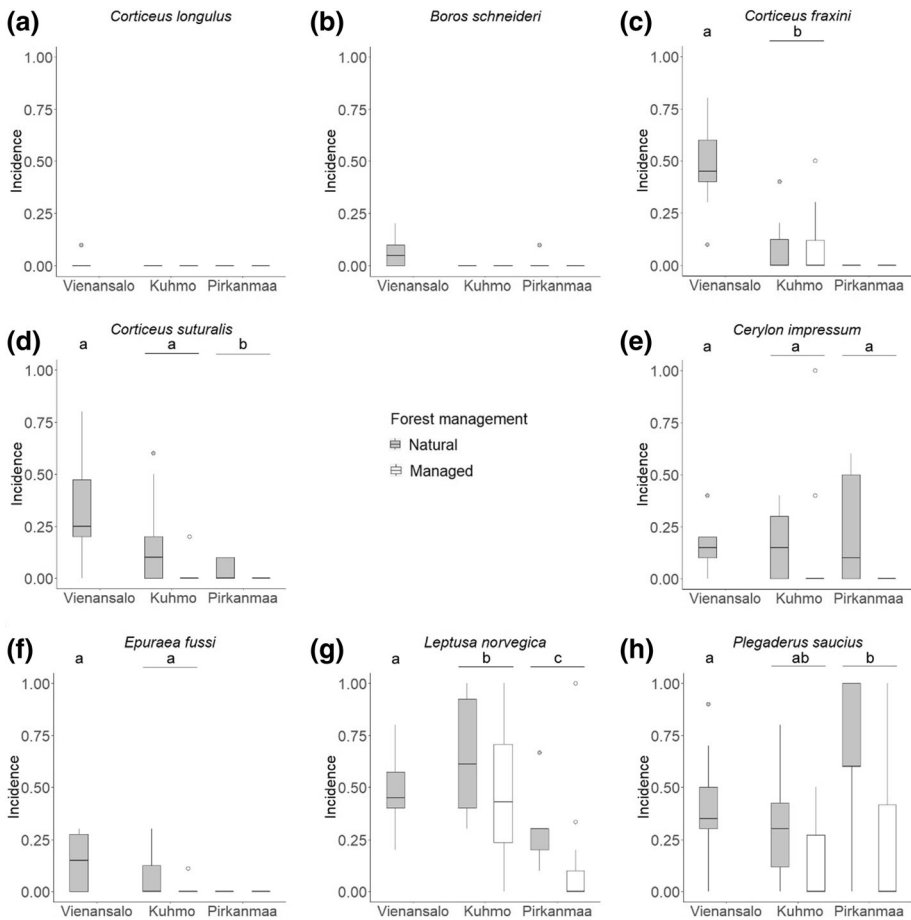 (a) Corticeus longulus
1.00
0.75
0.50
0.25
0.00
Incidence
Vienansalo Kuhmo Pirkanmaa
(b) Boros schneideri
1.00
0.75
0.50
0.25
0.00
Incidence
Vienansalo Kuhmo Pirkanmaa
(c) Corticeus fraxini
a b
1.00
0.75
0.50
0.25
0.00
Incidence
Vienansalo Kuhmo Pirkanmaa
(d) Corticeus suturalis
a a b
1.00
0.75
0.50
0.25
0.00
Incidence
Vienansalo Kuhmo Pirkanmaa
Forest management
Natural
Managed
(e) Cerylon impressum
a a a
1.00
0.75
0.50
0.25
0.00
Incidence
Vienansalo Kuhmo Pirkanmaa
(f) Epuraea fussi
a a
1.00
0.75
0.50
0.25
0.00
Incidence
Vienansalo Kuhmo Pirkanmaa
(g) Leptusa norvegica
a b c
1.00
0.75
0.50
0.25
0.00
Incidence
Vienansalo Kuhmo Pirkanmaa
(h) Plegaderus saucius
a ab b
1.00
0.75
0.50
0.25
0.00
Incidence
Vienansalo Kuhmo Pirkanmaa